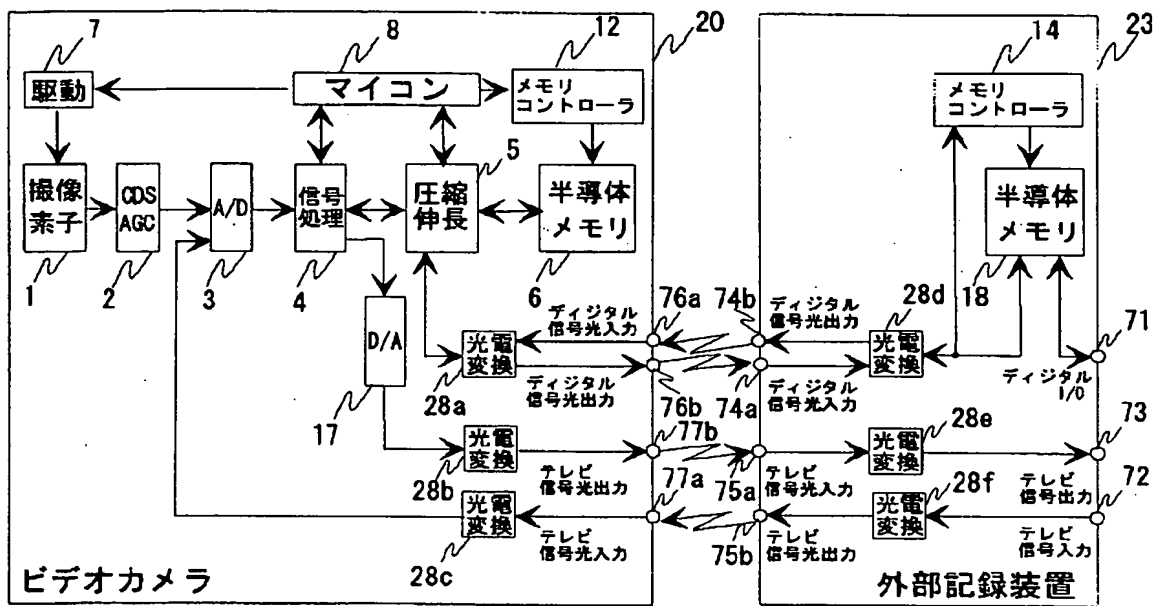 7
8
12
20
14
23
駆動
マイコン
メモリ
コントローラ
メモリ
コントローラ
5
撮像
素子
CDS
AGC
A/D
信号
処理
圧縮
伸長
半導体
メモリ
半導体
メモリ
1
2
3
4
6
18
76a
74b
28d
71
D/A
ディジタル
信号光入力
ディジタル
信号光出力
光電
変換
光電
変換
28a
ディジタル
信号光出力
ディジタル
信号光入力
ディジタル
I/O
17
76b
74a
77b
28e
73
光電
変換
光電
変換
28b
テレビ
信号光出力
77a
75a
テレビ
信号光入力
28f
テレビ
信号出力
72
光電
変換
光電
変換
28c
テレビ
信号光入力
75b
テレビ
信号光出力
テレビ
信号入力
ビデオカメラ
外部記録装置